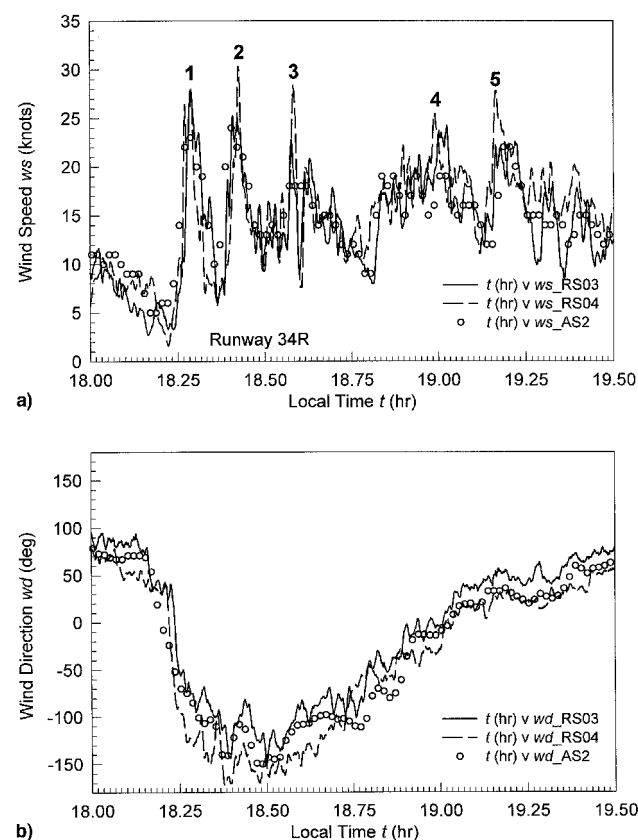 35
30
25
20
15
10
5
0
Wind Speed ws (knots)
1
2
3
4
5
t (hr) v ws_RS03
t (hr) v ws_RS04
t (hr) v ws_AS2
Runway 34R
18.00 18.25 18.50 18.75 19.00 19.25 19.50
a) Local Time t (hr)
150
100
50
0
-50
-100
-150
Wind Direction wd (deg)
t (hr) v wd_RS03
t (hr) v wd_RS04
t (hr) v wd_AS2
18.00 18.25 18.50 18.75 19.00 19.25 19.50
b) Local Time t (hr)